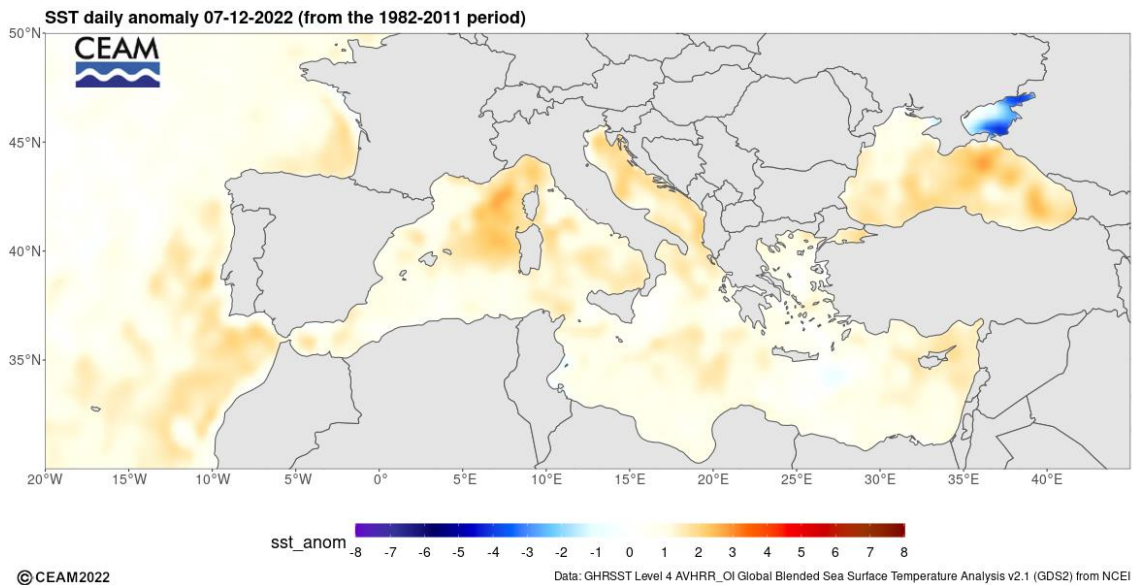 SST daily anomaly 07-12-2022 (from the 1982-2011 period)
CEAM
50°N
45°N
40°N
35°N
20°W 15°W 10°W 5°W 0° 5°E 10°E 15°E 20°E 25°E 30°E 35°E 40°E
sst_anom
-8 -7 -6 -5 -4 -3 -2 -1 0 1 2 3 4 5 6 7 8
©CEAM2022
Data: GHRSST Level 4 AVHRR_OI Global Blended Sea Surface Temperature Analysis v2.1 (GDS2) from NCEI